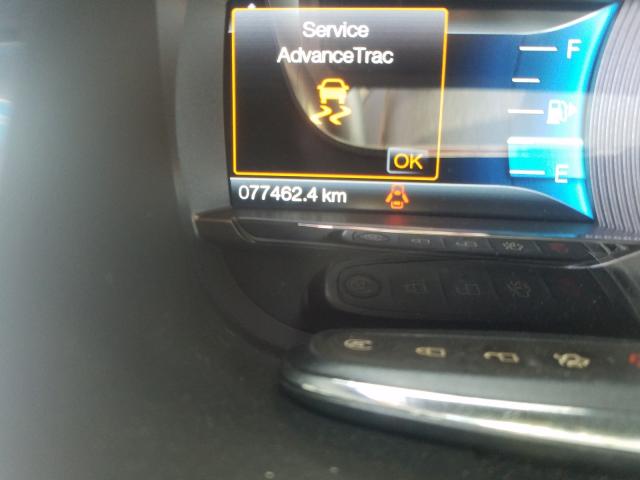 Service
AdvanceTrac
F
OK
E
077462.4 km